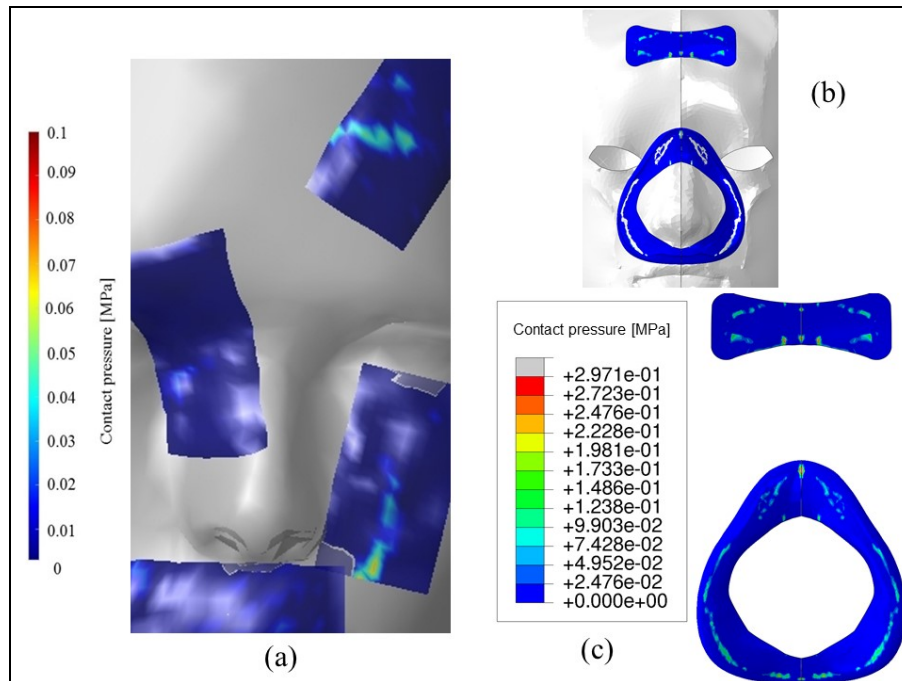 0.1
0.09
0.08
0.07
0.06
0.05
0.04
0.03
0.02
0.01
0
Contact pressure [MPa]
(a)
(b)
Contact pressure [MPa]
+2.971e-01
+2.723e-01
+2.476e-01
+2.228e-01
+1.981e-01
+1.733e-01
+1.486e-01
+1.238e-01
+9.903e-02
+7.428e-02
+4.952e-02
+2.476e-02
+0.000e+00
(c)